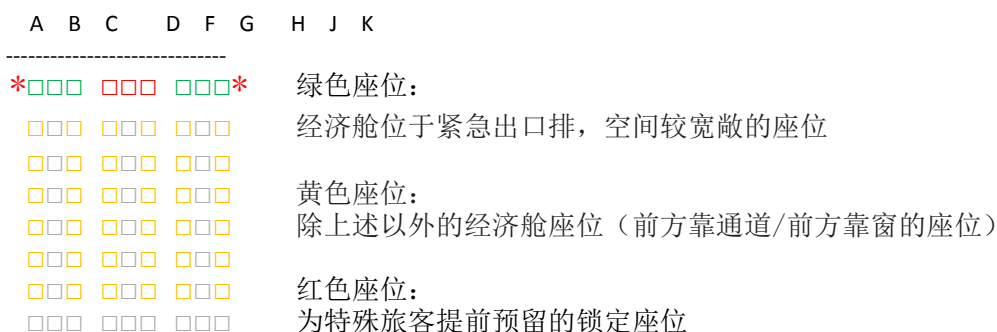 A B C D F G H J K
------------------------------
*□□□ □□□ □□□* 绿色座位：
□□□ □□□ □□□ 经济舱位于紧急出口排，空间较宽敞的座位
□□□ □□□ □□□
□□□ □□□ □□□ 黄色座位：
□□□ □□□ □□□ 除上述以外的经济舱座位（前方靠通道/前方靠窗的座位）
□□□ □□□ □□□
□□□ □□□ □□□ 红色座位：
□□□ □□□ □□□ 为特殊旅客提前预留的锁定座位